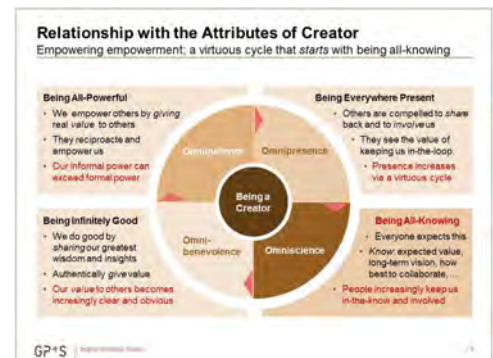 Relationship with the Attributes of Creator
Empowering empowerment; a virtuous cycle that starts with being all-knowing
Being All-Powerful
• We empower others by giving
real value to others
• They reciprocate and
empower us
• Our informal power can
exceed formal power
Being Everywhere Present
• Others are compelled to share
back and to involve us
• They see the value of
keeping us in-the-loop
• Presence increases
via a virtuous cycle
Omnipotence
Omnipresence
Being a
Creator
Omni-
benevolence
Omniscience
Being Infinitely Good
• We do good by
sharing our greatest
wisdom and insights
• Authentically give value
• Our value to others becomes
incresingly clear and obvious
Being All-Knowing
• Everyone expects this
• Know: expected value,
long-term vision, how
best to collaborate, ...
• People increasingly keep us
in-the-know and involved